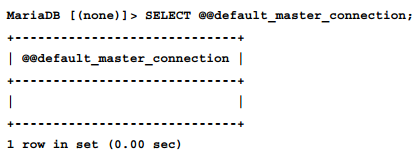 MariaDB [(none)]> SELECT @@default_master_connection;
+-----------------------------+
| @@default_master_connection |
+-----------------------------+
|                             |
+-----------------------------+
1 row in set (0.00 sec)